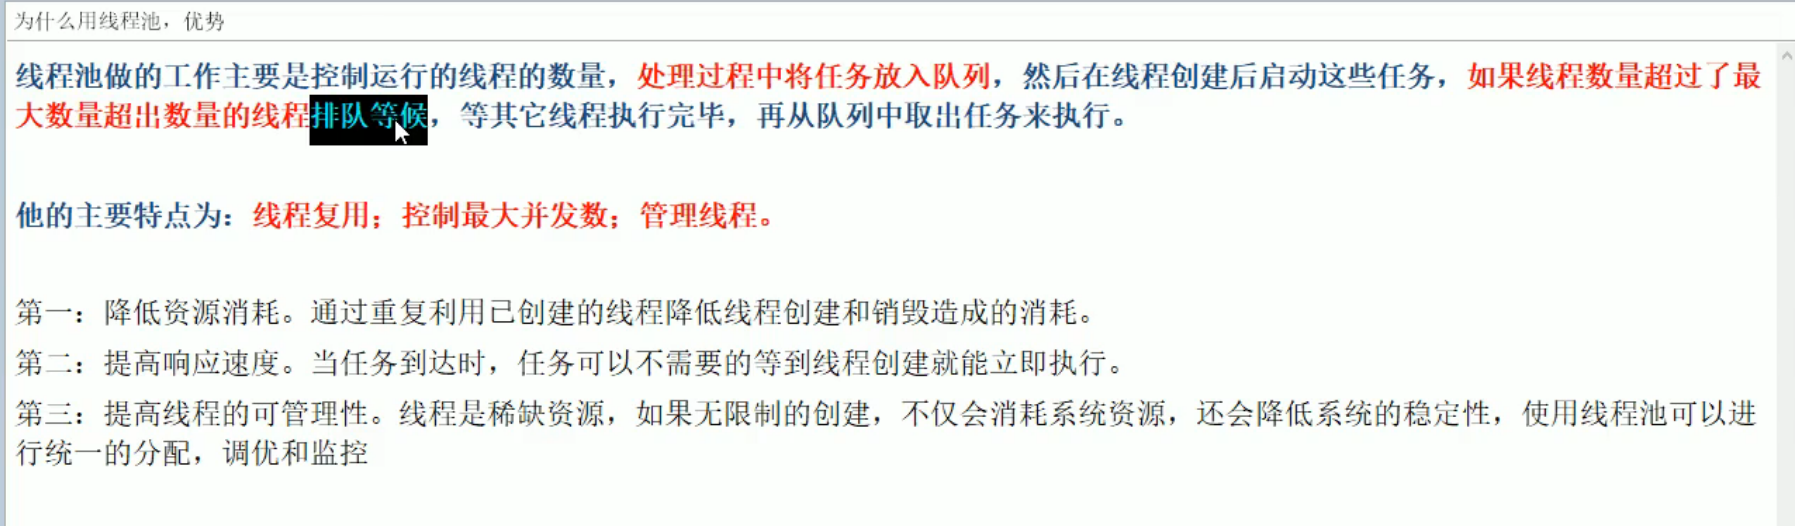 为什么用线程池，优势
线程池做的工作主要是控制运行的线程的数量，处理过程中将任务放入队列，然后在线程创建后启动这些任务，如果线程数量超过了最
大数量超出数量的线程排队等候，等其它线程执行完毕，再从队列中取出任务来执行。
他的主要特点为：线程复用；控制最大并发数；管理线程。
第一：降低资源消耗。通过重复利用已创建的线程降低线程创建和销毁造成的消耗。
第二：提高响应速度。当任务到达时，任务可以不需要的等到线程创建就能立即执行。
第三：提高线程的可管理性。线程是稀缺资源，如果无限制的创建，不仅会消耗系统资源，还会降低系统的稳定性，使用线程池可以进
行统一的分配，调优和监控